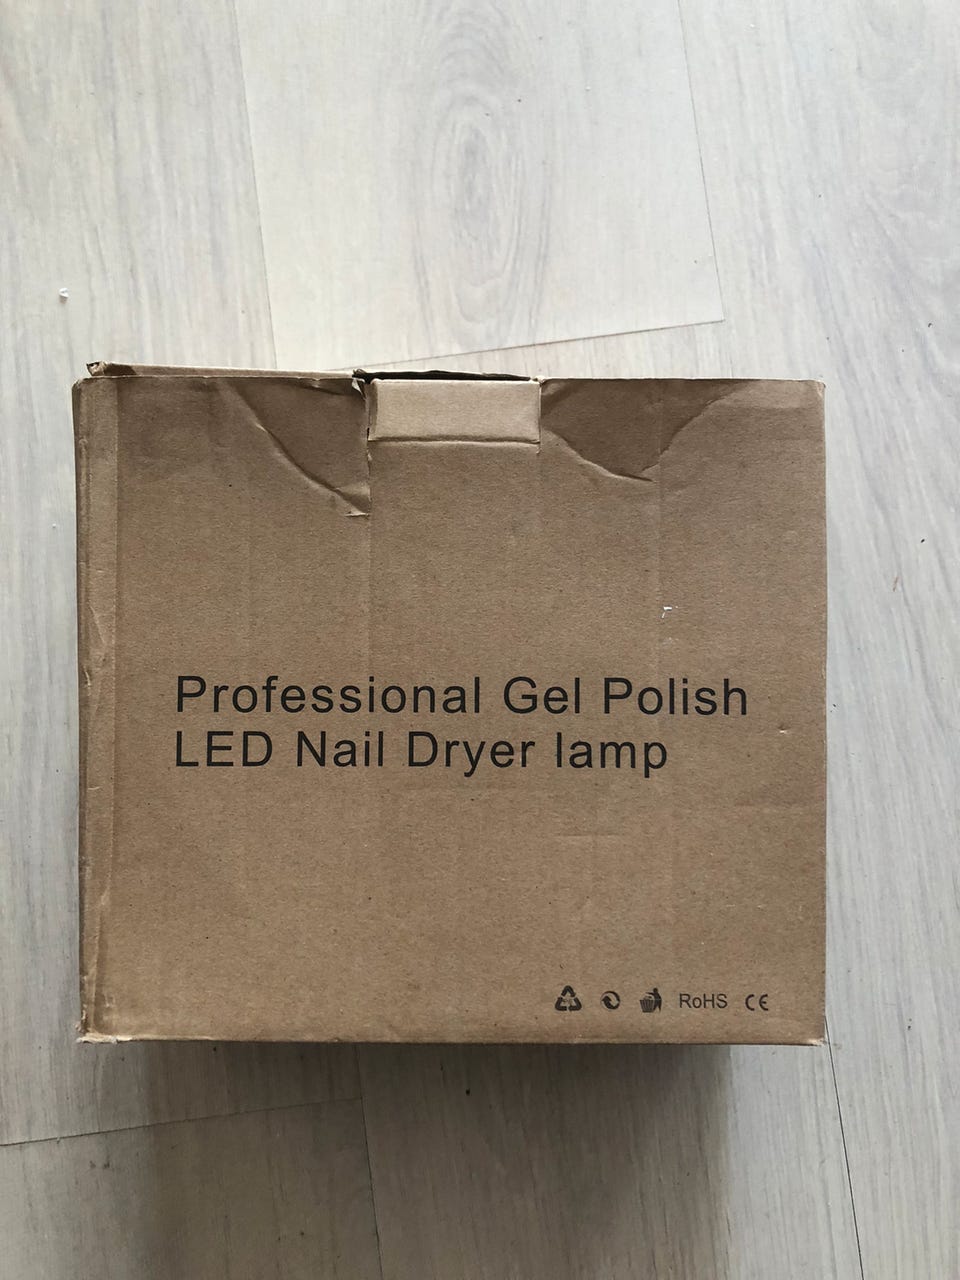 Professional Gel Polish
LED Nail Dryer lamp
RoHS CE